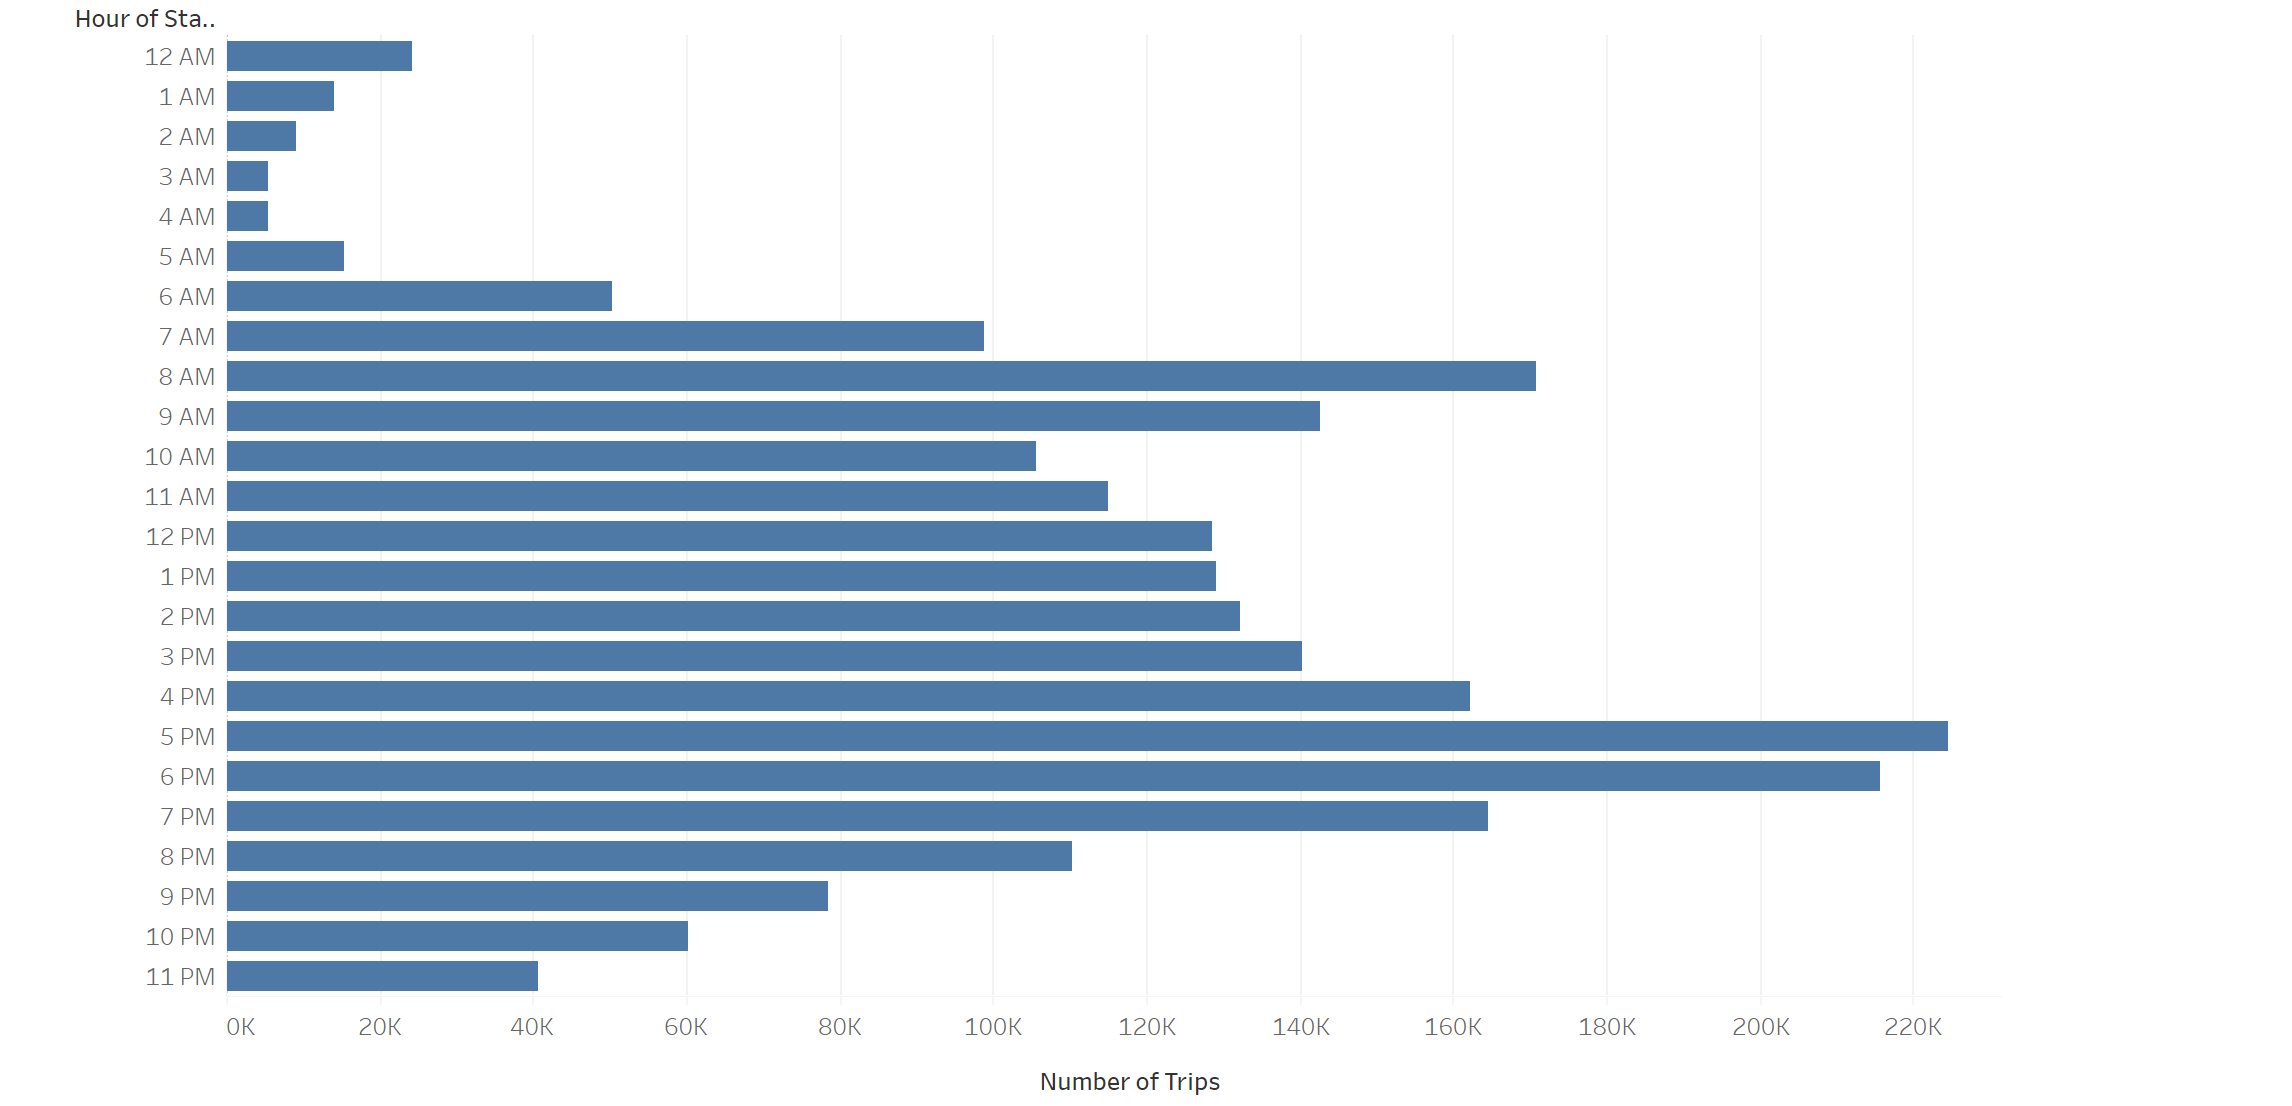 Hour of Sta..
12 AM
1 AM
2 AM
3 AM
4 AM
5 AM
6 AM
7 AM
8 AM
9 AM
10 AM
11 AM
12 PM
1 PM
2 PM
3 PM
4 PM
5 PM
6 PM
7 PM
8 PM
9 PM
10 PM
11 PM
0K 20K 40K 60K 80K 100K 120K 140K 160K 180K 200K 220K
Number of Trips